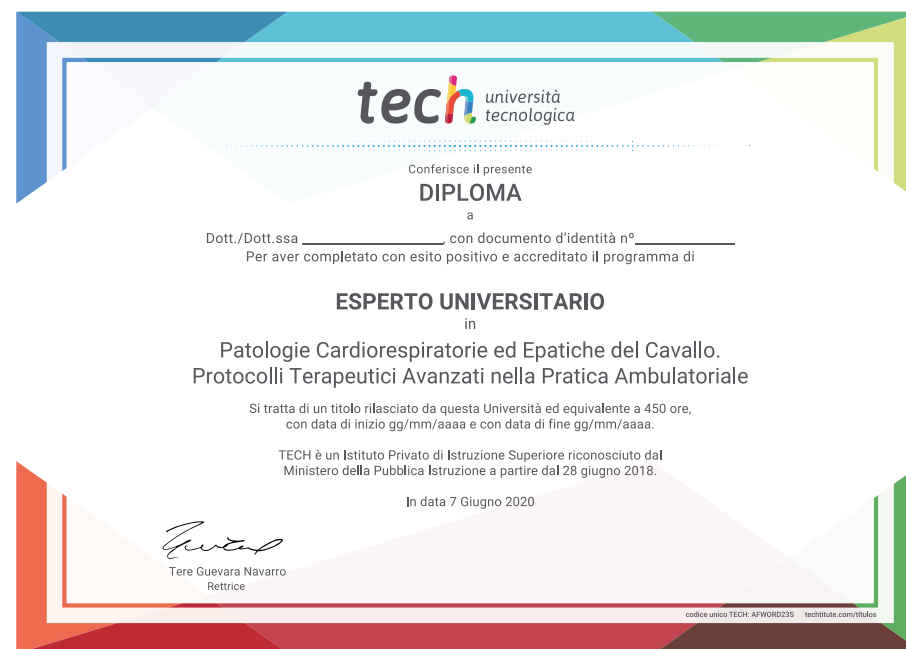 tech università
tecnologica
Conferisce il presente
DIPLOMA
a
Dott./Dott.ssa ____________________, con documento d'identità nº______________
Per aver completato con esito positivo e accreditato il programma di
ESPERTO UNIVERSITARIO
in
Patologie Cardiorespiratorie ed Epatiche del Cavallo.
Protocolli Terapeutici Avanzati nella Pratica Ambulatoriale
Si tratta di un titolo rilasciato da questa Università ed equivalente a 450 ore,
con data di inizio gg/mm/aaaa e con data di fine gg/mm/aaaa.
TECH è un Istituto Privato di Istruzione Superiore riconosciuto dal
Ministero della Pubblica Istruzione a partire dal 28 giugno 2018.
In data 7 Giugno 2020
Tere Guevara Navarro
Rettrice
codice unico TECH: AFWORD23S techtitute.com/titulos